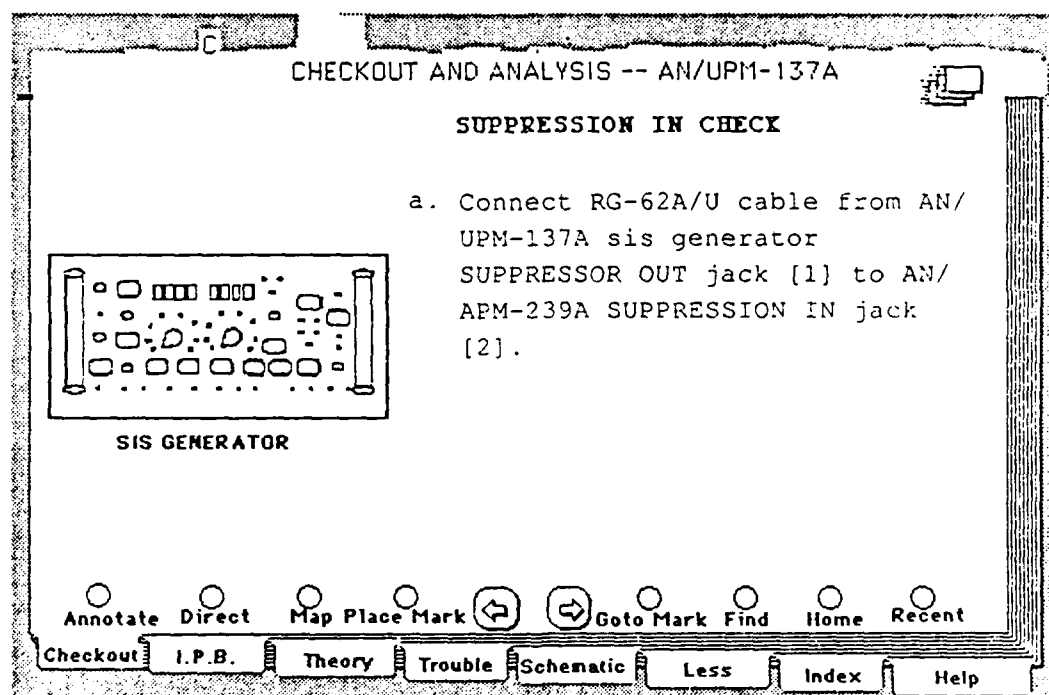 C
CHECKOUT AND ANALYSIS -- AN/UPM-137A
SUPPRESSION IN CHECK
a. Connect RG-62A/U cable from AN/
UPM-137A sis generator
SUPPRESSOR OUT jack [1] to AN/
APM-239A SUPPRESSION IN jack
[2].
SIS GENERATOR
Annotate Direct Map Place Mark Goto Mark Find Home Recent
Checkout I.P.B. Theory Trouble Schematic Less Index Help